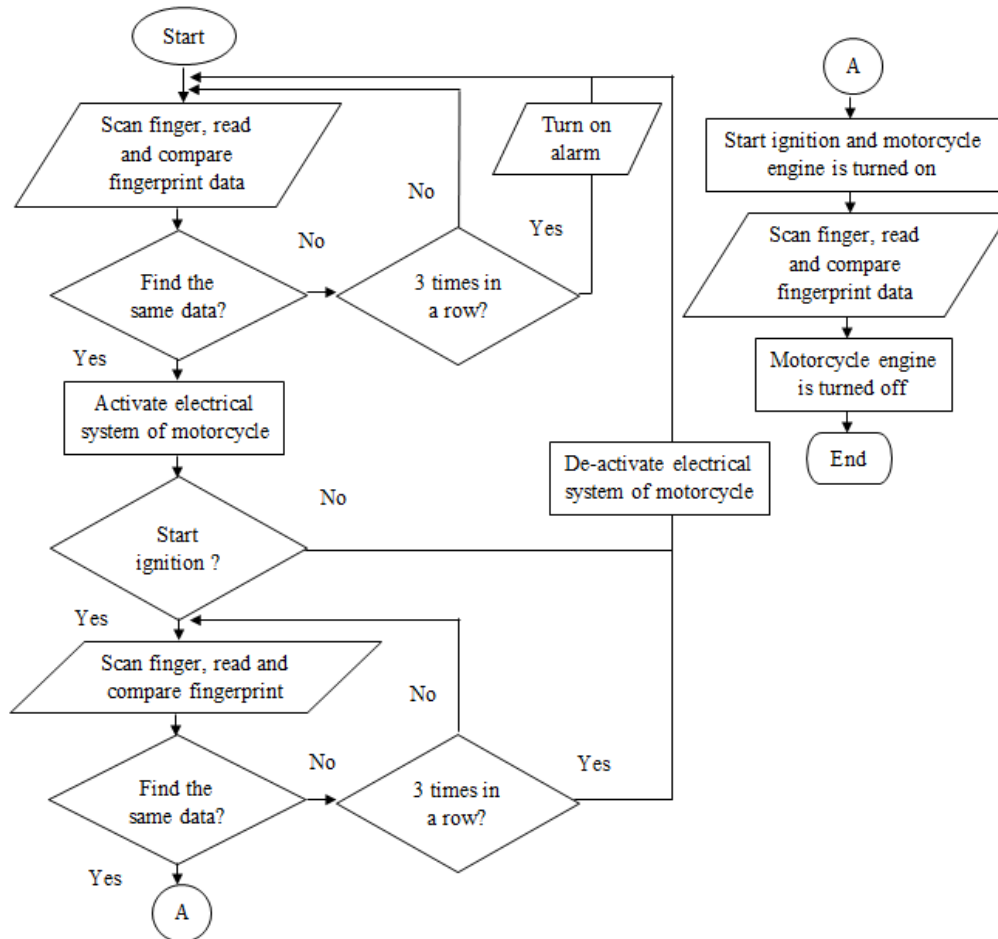 Start
Scan finger, read
and compare
fingerprint data
No
No
Turn on
alarm
Yes
Find the
same data?
3 times in
a row?
Yes
Activate electrical
system of motorcycle
No
Start
ignition ?
De-activate electrical
system of motorcycle
Yes
Scan finger, read and
compare fingerprint
No
No
Yes
Find the
same data?
3 times in
a row?
Yes
A
A
Start ignition and motorcycle
engine is turned on
Scan finger, read
and compare
fingerprint data
Motorcycle engine
is turned off
End